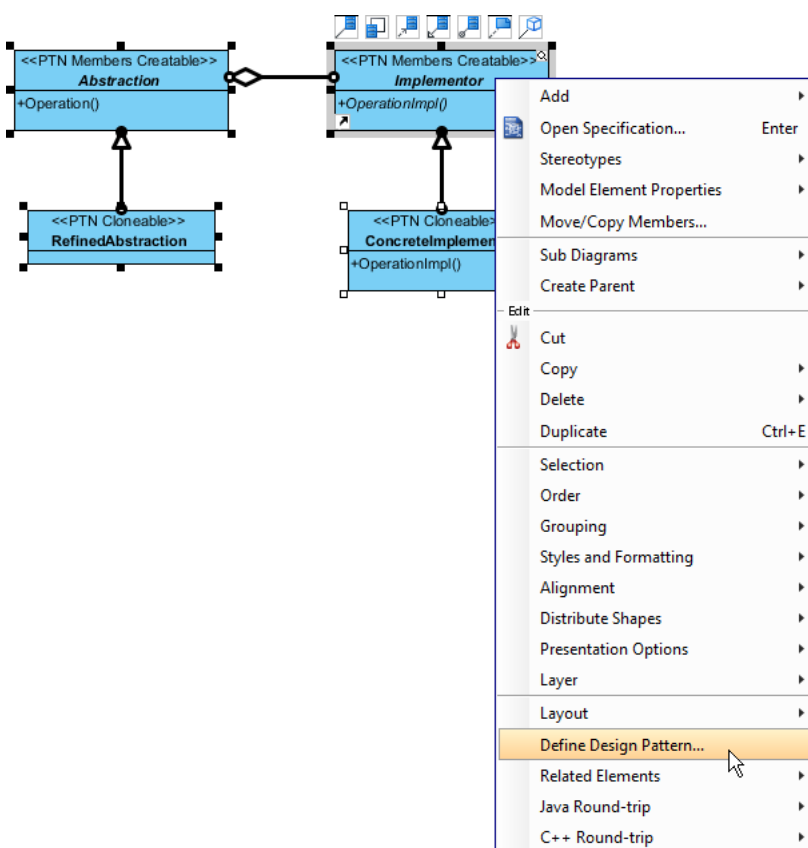 <<PTN Members Creatable>>
Abstraction
+Operation()
<<PTN Members Creatable>>
Implementor
+OperationImpl()
<<PTN Cloneable>>
RefinedAbstraction
<<PTN Cloneable>
ConcreteImplemen
+OperationImpl()
Add
Open Specification... Enter
Stereotypes
Model Element Properties
Move/Copy Members...
Sub Diagrams
Create Parent
Edit
Cut
Copy
Delete
Duplicate Ctrl+E
Selection
Order
Grouping
Styles and Formatting
Alignment
Distribute Shapes
Presentation Options
Layer
Layout
Define Design Pattern...
Related Elements
Java Round-trip
C++ Round-trip